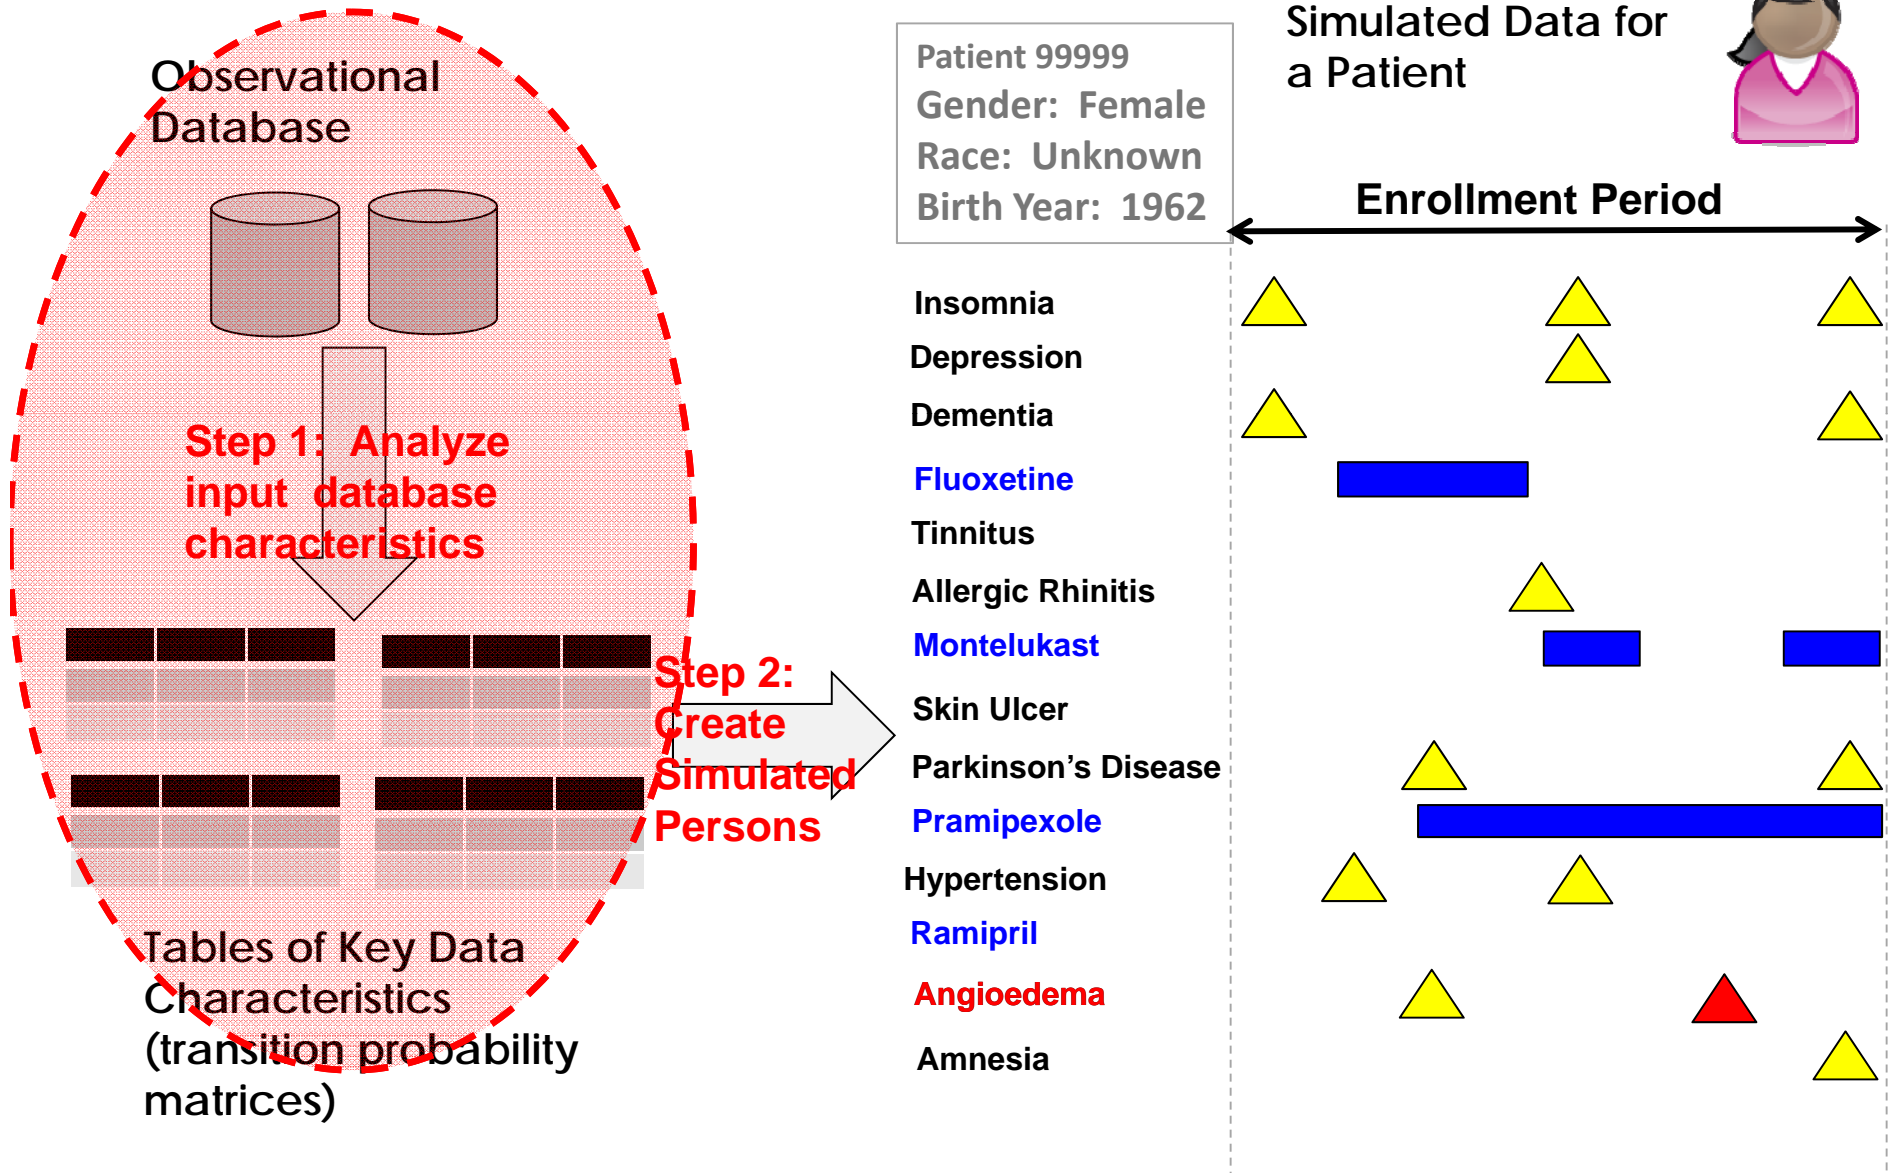 Observational
Database
Step 1:  Analyze
input  database
characteristics
Tables of Key Data
Characteristics
(transition probability
matrices)
Step 2:
Create
Simulated
Persons
Patient 99999
Gender:  Female
Race:  Unknown
Birth Year:  1962
Simulated Data for
a Patient
Enrollment Period
Insomnia
Depression
Dementia
Fluoxetine
Tinnitus
Allergic Rhinitis
Montelukast
Skin Ulcer
Parkinson’s Disease
Pramipexole
Hypertension
Ramipril
Angioedema
Amnesia